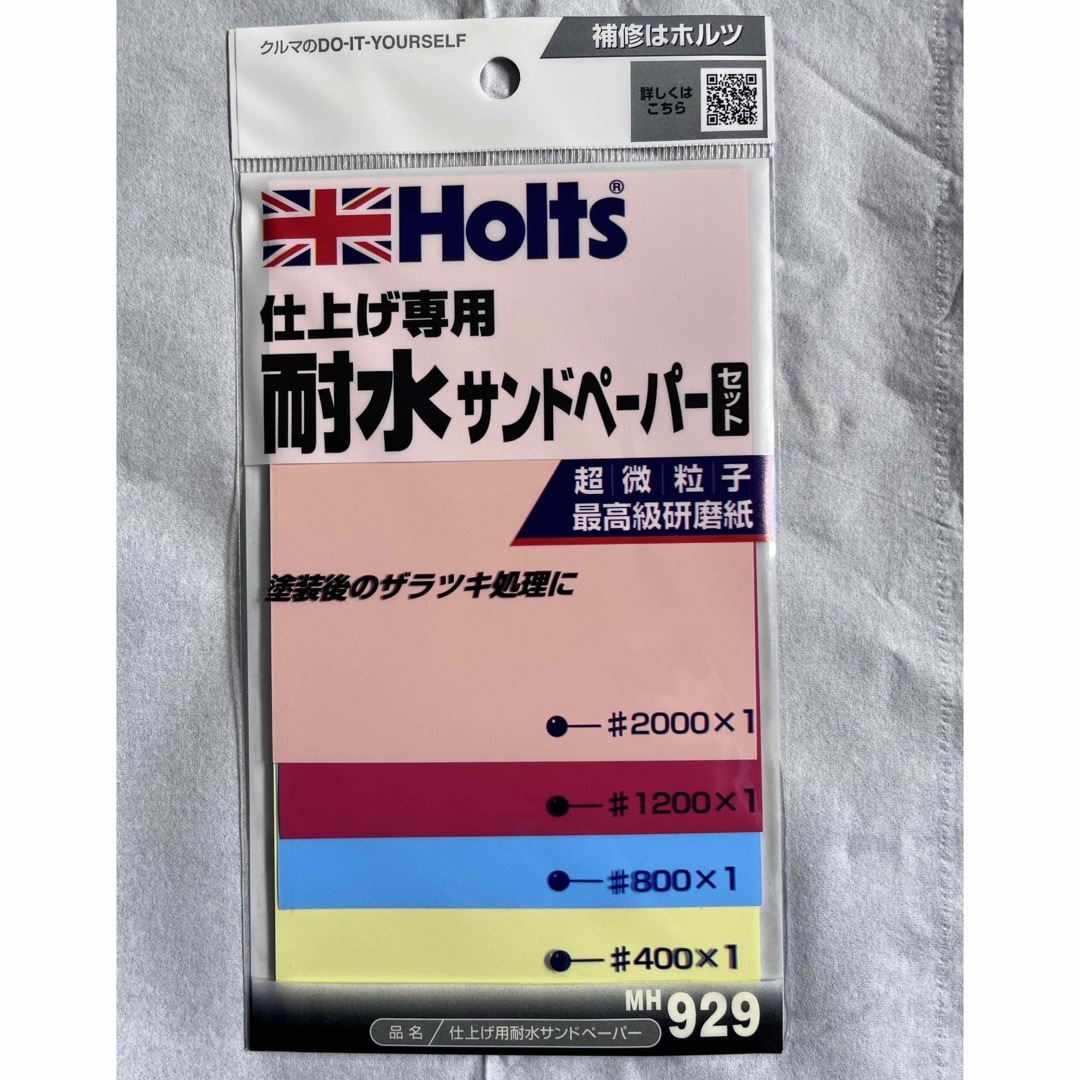 クルマのDO-IT-YOURSELF
補修はホルツ
詳しくは
こちら
Holts®
仕上げ専用
耐水サンドペーパーセット
超微粒子
最高級研磨紙
塗装後のザラツキ処理に
#2000×1
#1200×1
#800×1
#400×1
MH929
品名/仕上げ用耐水サンドペーパー